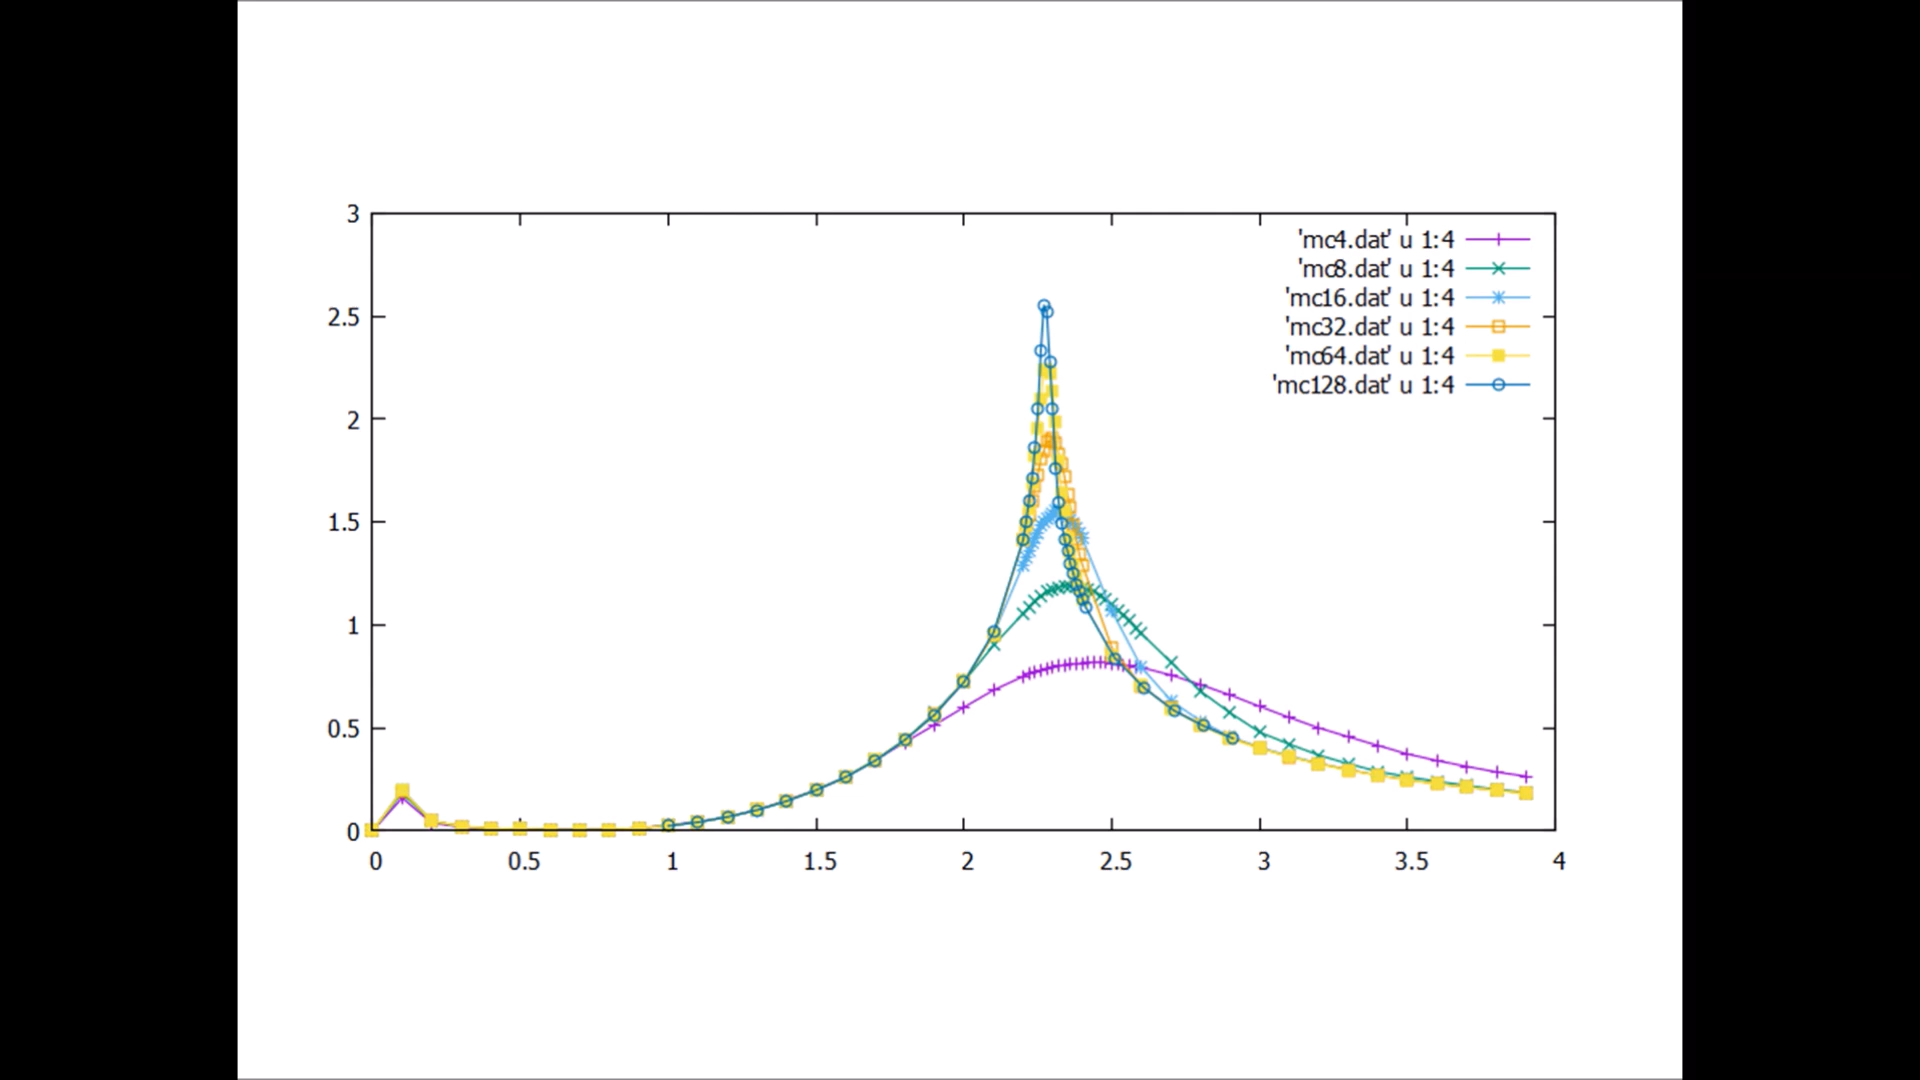 3
2.5
2
1.5
1
0.5
0
0 0.5 1 1.5 2 2.5 3 3.5 4
'mc4.dat' u 1:4
'mc8.dat' u 1:4
'mc16.dat' u 1:4
'mc32.dat' u 1:4
'mc64.dat' u 1:4
'mc128.dat' u 1:4